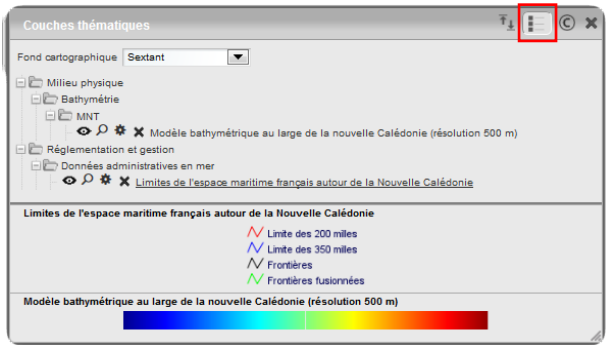 Couches thématiques
Fond cartographique Sextant
Milieu physique
Bathymétrie
MNT
Modèle bathymétrique au large de la nouvelle Calédonie (résolution 500 m)
Réglementation et gestion
Données administratives en mer
Limites de l'espace maritime français autour de la Nouvelle Calédonie
Limites de l'espace maritime français autour de la Nouvelle Calédonie
Limite des 200 milles
Limite des 350 milles
Frontières
Frontières fusionnées
Modèle bathymétrique au large de la nouvelle Calédonie (résolution 500 m)